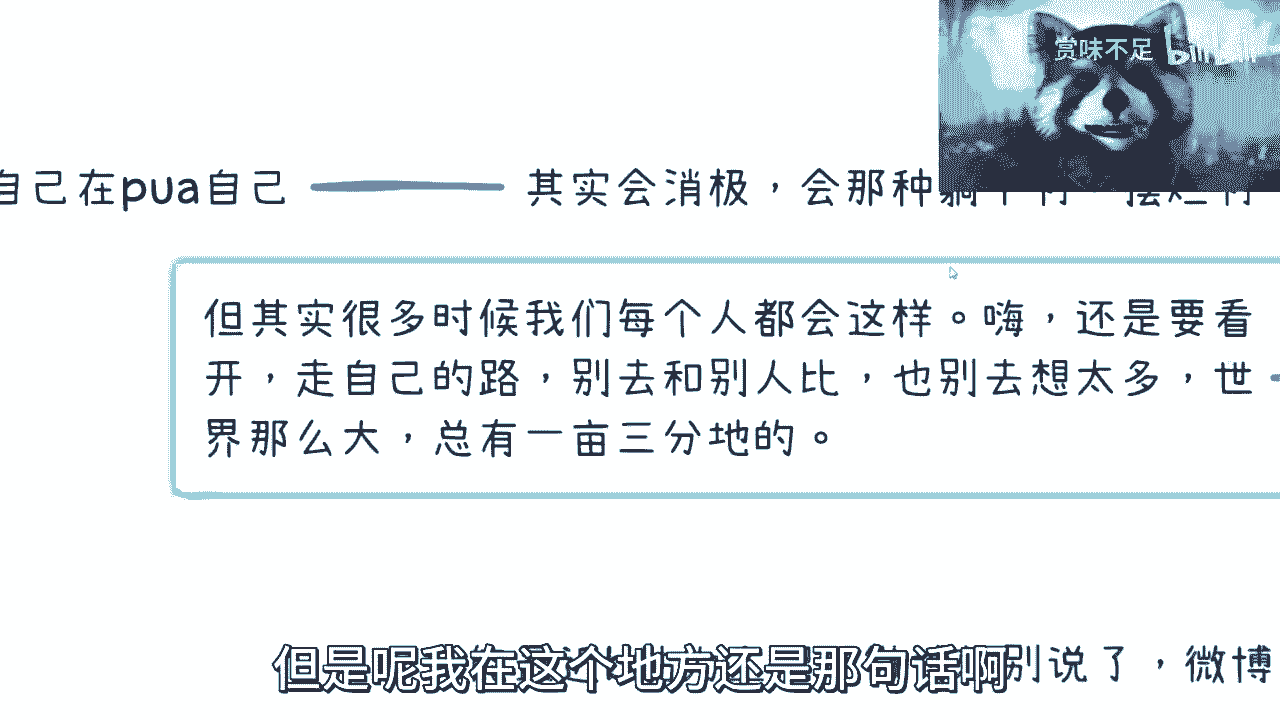 赏味不足 bilibili
自己在pua自己
其实会消极，会那种躺平
但其实很多时候我们每个人都会这样。嗨，还是要看
开，走自己的路，别去和别人比，也别去想太多，世
界那么大，总有一亩三分地的。
但是呢我在这个地方还是那句话啊
别说了，微博